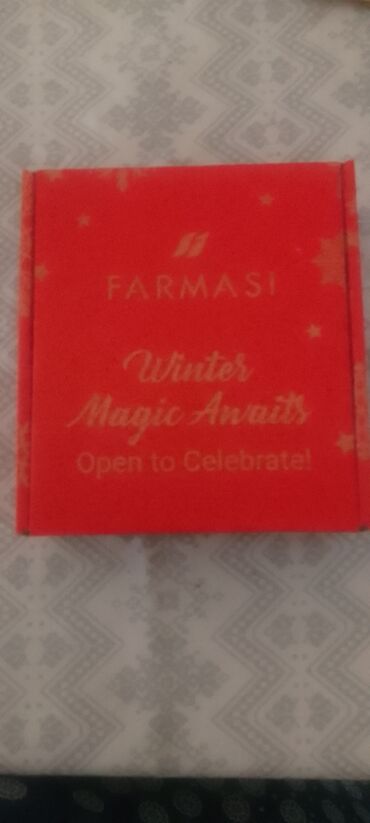 FARMASI
Winter
Magic Awaits
Open to Celebrate!